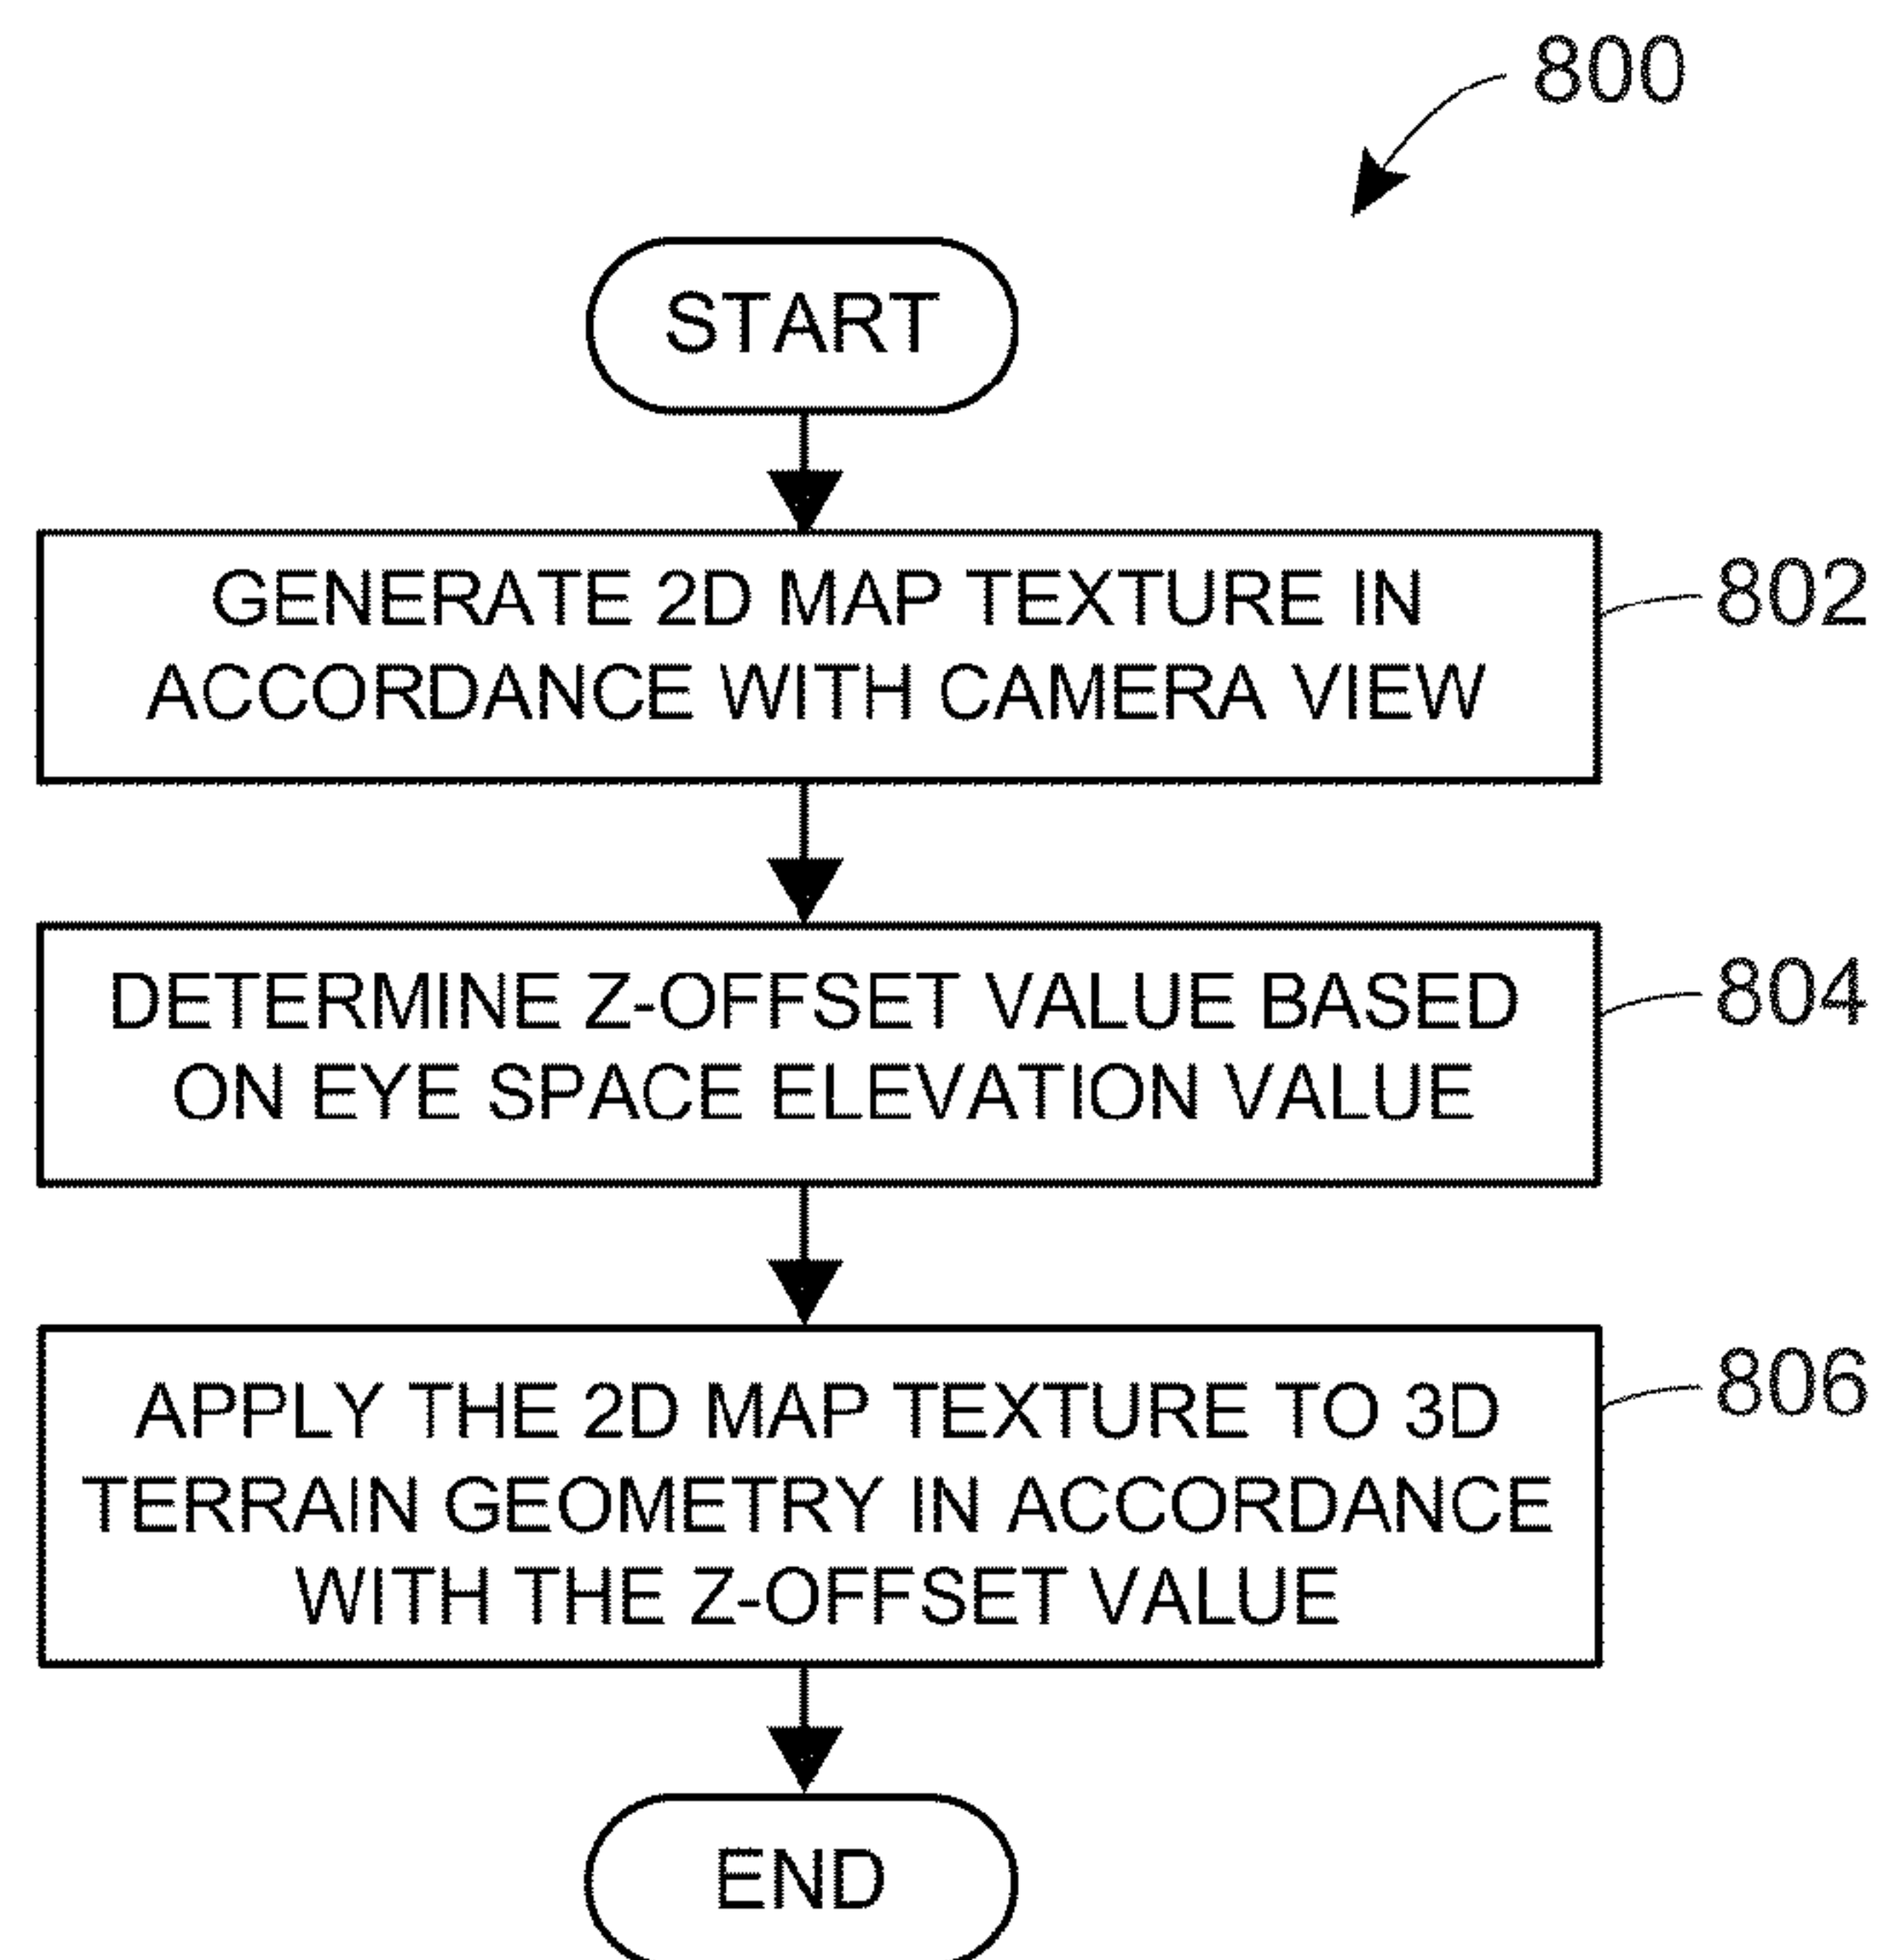 800
START
GENERATE 2D MAP TEXTURE IN
ACCORDANCE WITH CAMERA VIEW
802
DETERMINE Z-OFFSET VALUE BASED
ON EYE SPACE ELEVATION VALUE
804
APPLY THE 2D MAP TEXTURE TO 3D
TERRAIN GEOMETRY IN ACCORDANCE
WITH THE Z-OFFSET VALUE
806
END